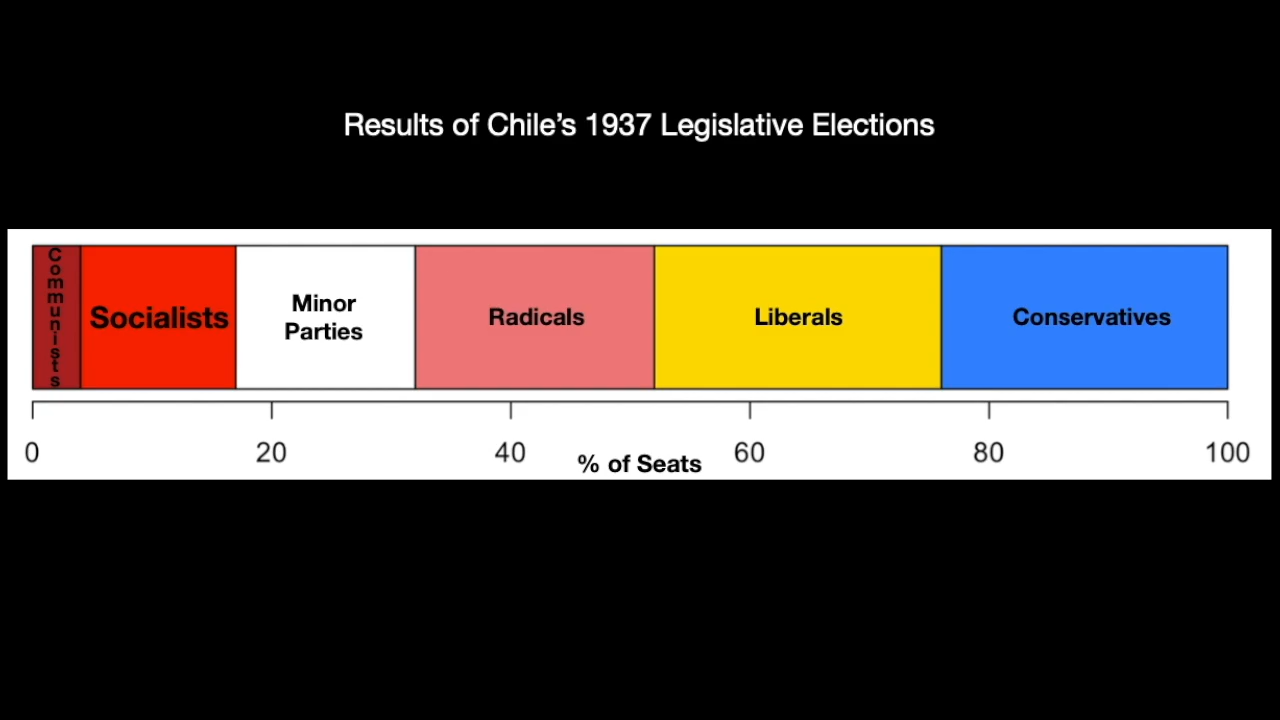 Results of Chile’s 1937 Legislative Elections
Communists
Socialists
Minor
Parties
Radicals
Liberals
Conservatives
0 20 40 60 80 100
% of Seats